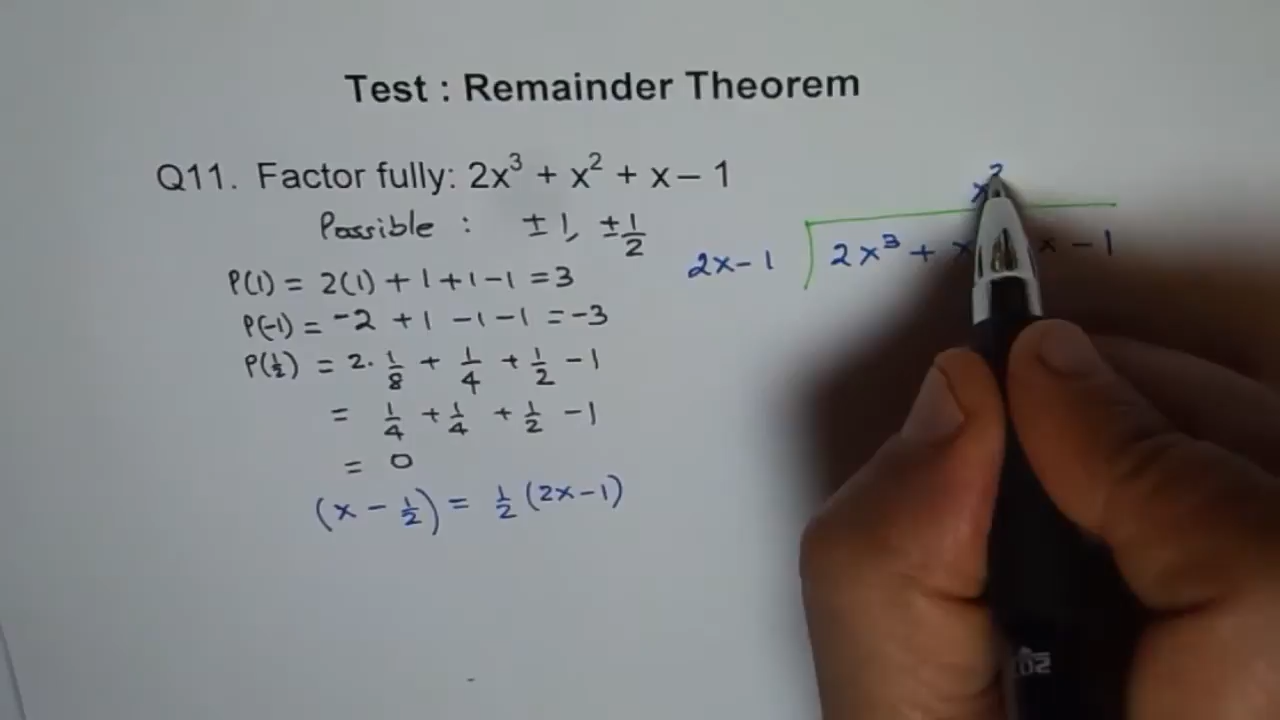 Test : Remainder Theorem
Q11. Factor fully: 2x³ + x² + x – 1
Possible : ±1, ±1/2
P(1) = 2(1) + 1 + 1 - 1 = 3
P(-1) = -2 + 1 - 1 - 1 = -3
P(1/2) = 2 · 1/8 + 1/4 + 1/2 - 1
= 1/4 + 1/4 + 1/2 - 1
= 0
(x - 1/2) = 1/2 (2x - 1)
x²
2x - 1 2x³ + x x - 1